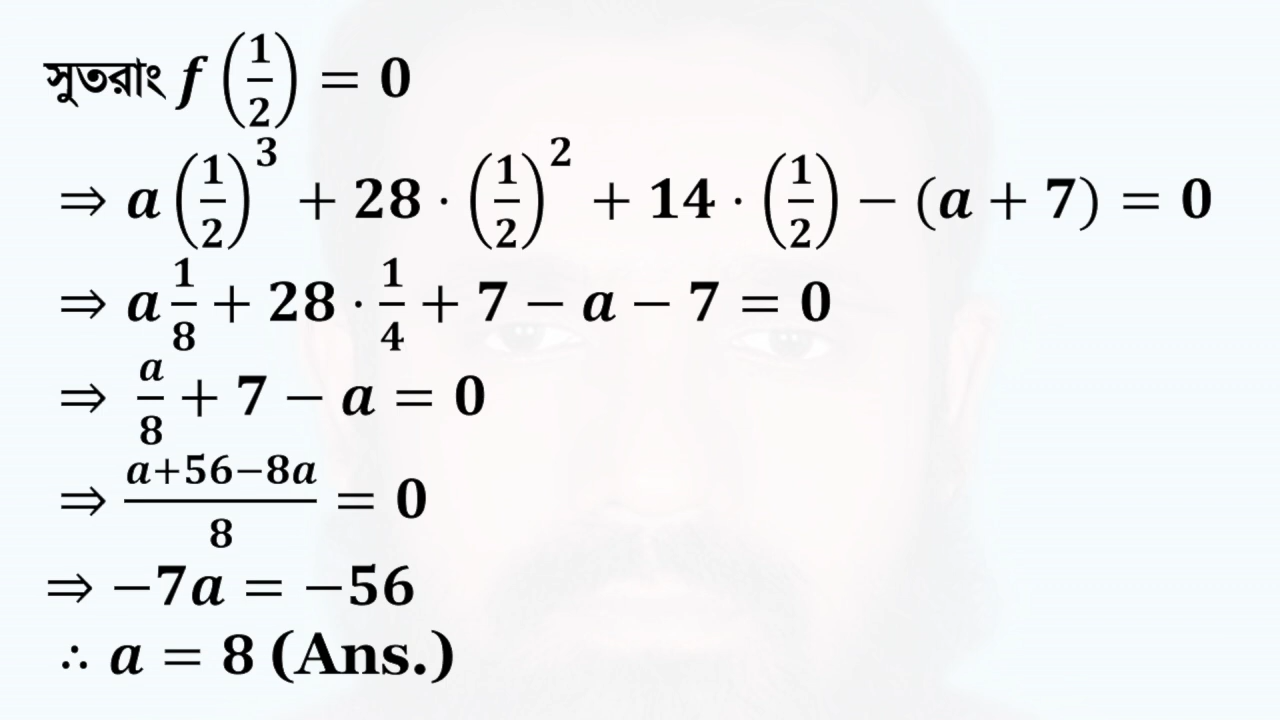 সুতরাং f(1/2) = 0
⇒ a(1/2)³ + 28 · (1/2)² + 14 · (1/2) − (a + 7) = 0
⇒ a 1/8 + 28 · 1/4 + 7 − a − 7 = 0
⇒ a/8 + 7 − a = 0
⇒ (a+56−8a)/8 = 0
⇒ −7a = −56
∴ a = 8 (Ans.)